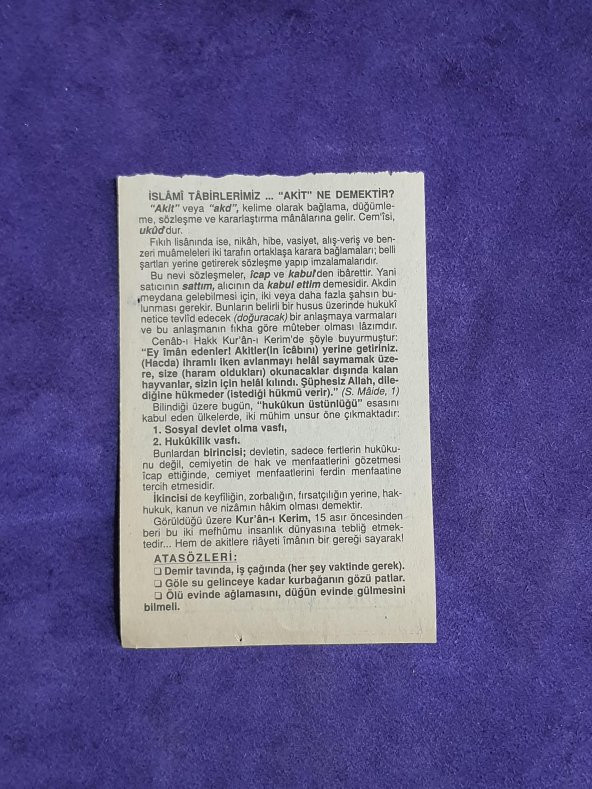 İSLÂMÎ TÂBİRLERİMİZ ... "AKİT" NE DEMEKTİR?
"Akit" veya "akd", kelime olarak bağlama, düğümle-
me, sözleşme ve kararlaştırma mânâlarına gelir. Cem'îsi,
ukûd'dur.
Fıkıh lisânında ise, nikâh, hibe, vasiyet, alış-veriş ve ben-
zeri muâmeleleri iki tarafın ortaklaşa karara bağlamaları; belli
şartları yerine getirerek sözleşme yapıp imzalamalarıdır.
Bu nevi sözleşmeler, îcap ve kabul'den ibârettir. Yani
satıcının sattım, alıcının da kabul ettim demesidir. Akdin
meydana gelebilmesi için, iki veya daha fazla şahsın bu-
lunması gerekir. Bunların belirli bir husus üzerinde hukukî
netice tevlîd edecek (doğuracak) bir anlaşmaya varmaları
ve bu anlaşmanın fıkha göre mûteber olması lâzımdır.
Cenâb-ı Hakk Kur'ân-ı Kerim'de şöyle buyurmuştur:
"Ey îmân edenler! Akitler(in îcâbını) yerine getiriniz.
(Hacda) ihramlı iken avlanmayı helâl saymamak üze-
re, size (haram oldukları) okunacaklar dışında kalan
hayvanlar, sizin için helâl kılındı. Şüphesiz Allah, dile-
diğine hükmeder (istediği hükmü verir)." (S. Mâide, 1)
Bilindiği üzere bugün, "hukûkun üstünlüğü" esasını
kabul eden ülkelerde, iki mühim unsur öne çıkmaktadır:
1. Sosyal devlet olma vasfı,
2. Hukûkîlik vasfı.
Bunlardan birincisi; devletin, sadece fertlerin hukûku-
nu değil, cemiyetin de hak ve menfaatlerini gözetmesi
îcap ettiğinde, cemiyet menfaatlerini ferdin menfaatine
tercih etmesidir.
İkincisi de keyfîliğin, zorbalığın, fırsatçılığın yerine, hak-
hukuk, kanun ve nizâmın hâkim olması demektir.
Görüldüğü üzere Kur'ân-ı Kerim, 15 asır öncesinden
beri bu iki mefhûmu insanlık dünyasına tebliğ etmek-
tedir... Hem de akitlere riâyeti îmânın bir gereği sayarak!
ATASÖZLERİ:
❑ Demir tavında, iş çağında (her şey vaktinde gerek).
❑ Göle su gelinceye kadar kurbağanın gözü patlar.
❑ Ölü evinde ağlamasını, düğün evinde gülmesini
bilmeli.